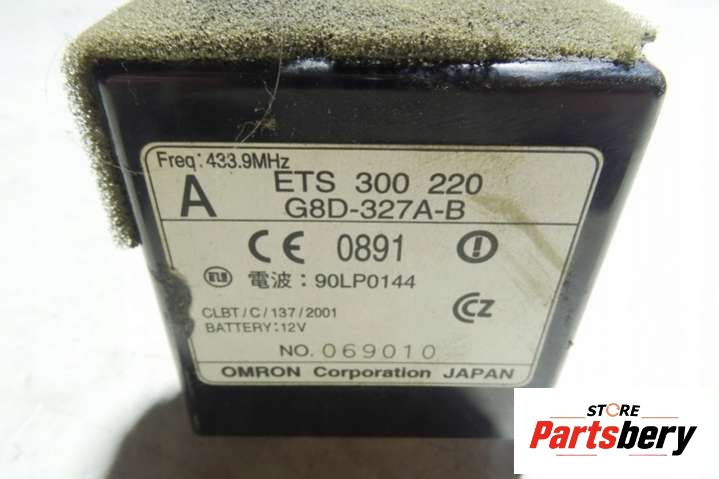 Freq: 433.9MHz
A ETS 300 220
G8D-327A-B
CE 0891
電波 : 90LP0144
CLBT / C / 137 / 2001
CZ
BATTERY: 12V
NO. 069010
OMRON Corporation JAPAN
STORE
Partsbery